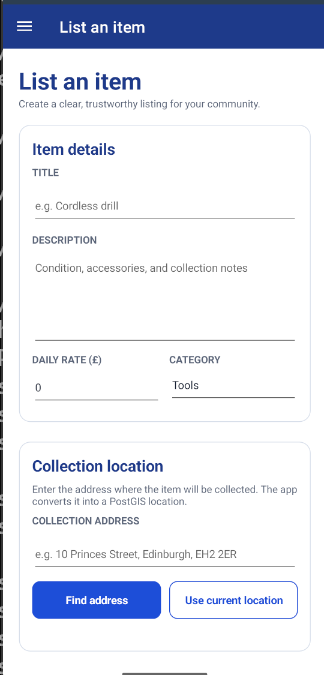 List an item
List an item
Create a clear, trustworthy listing for your community.
Item details
TITLE
e.g. Cordless drill
DESCRIPTION
Condition, accessories, and collection notes
DAILY RATE (£) CATEGORY
0 Tools
Collection location
Enter the address where the item will be collected. The app
converts it into a PostGIS location.
COLLECTION ADDRESS
e.g. 10 Princes Street, Edinburgh, EH2 2ER
Find address Use current location